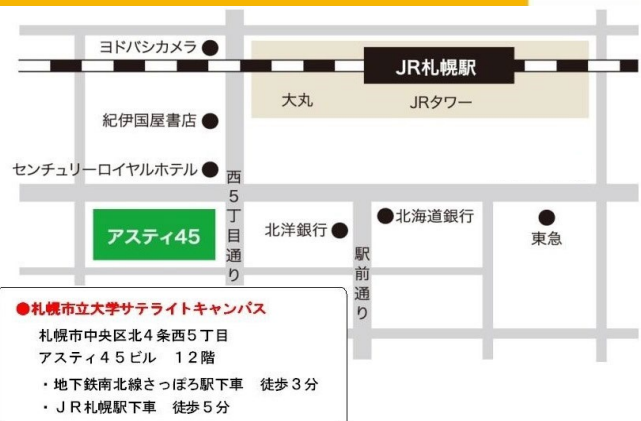 ヨドバシカメラ
JR札幌駅
大丸
JRタワー
紀伊国屋書店
センチュリーロイヤルホテル
西5丁目通り
アスティ45
北洋銀行
北海道銀行
東急
駅前通り
●札幌市立大学サテライトキャンパス
札幌市中央区北4条西5丁目
アスティ45ビル　12階
・地下鉄南北線さっぽろ駅下車　徒歩3分
・JR札幌駅下車　徒歩5分